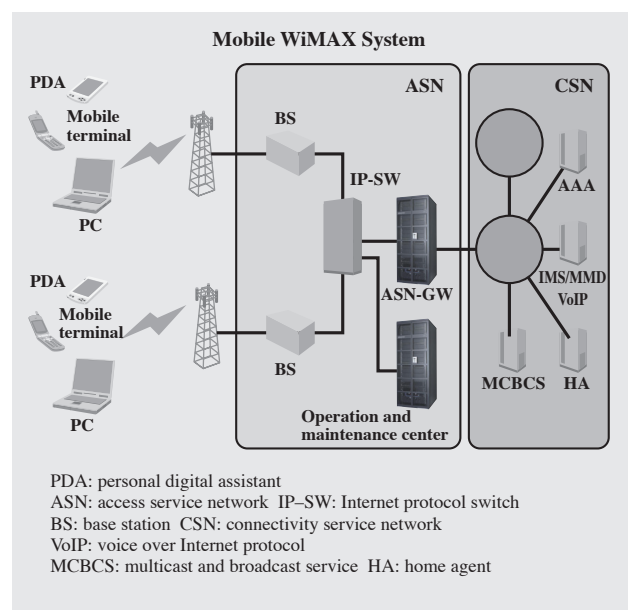 Mobile WiMAX System
PDA
Mobile
terminal
PC
PDA
Mobile
terminal
PC
ASN
BS
IP-SW
ASN-GW
BS
Operation and
maintenance center
CSN
AAA
IMS/MMD
VoIP
MCBCS
HA
PDA: personal digital assistant
ASN: access service network IP–SW: Internet protocol switch
BS: base station CSN: connectivity service network
VoIP: voice over Internet protocol
MCBCS: multicast and broadcast service HA: home agent